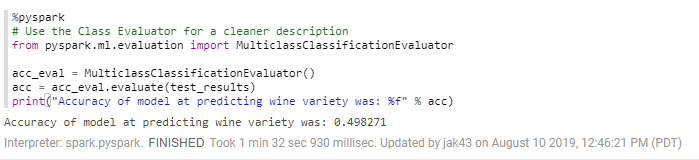 %pyspark
# Use the Class Evaluator for a cleaner description
from pyspark.ml.evaluation import MulticlassClassificationEvaluator
acc_eval = MulticlassClassificationEvaluator()
acc = acc_eval.evaluate(test_results)
print("Accuracy of model at predicting wine variety was: %f" % acc)
Accuracy of model at predicting wine variety was: 0.498271
Interpreter: spark.pyspark. FINISHED Took 1 min 32 sec 930 millisec. Updated by jak43 on August 10 2019, 12:46:21 PM (PDT)